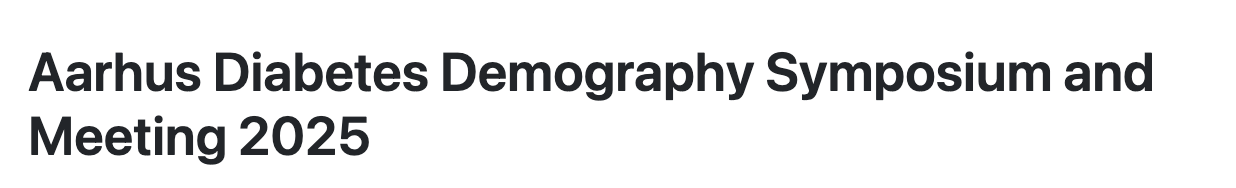 Aarhus Diabetes Demography Symposium and
Meeting 2025